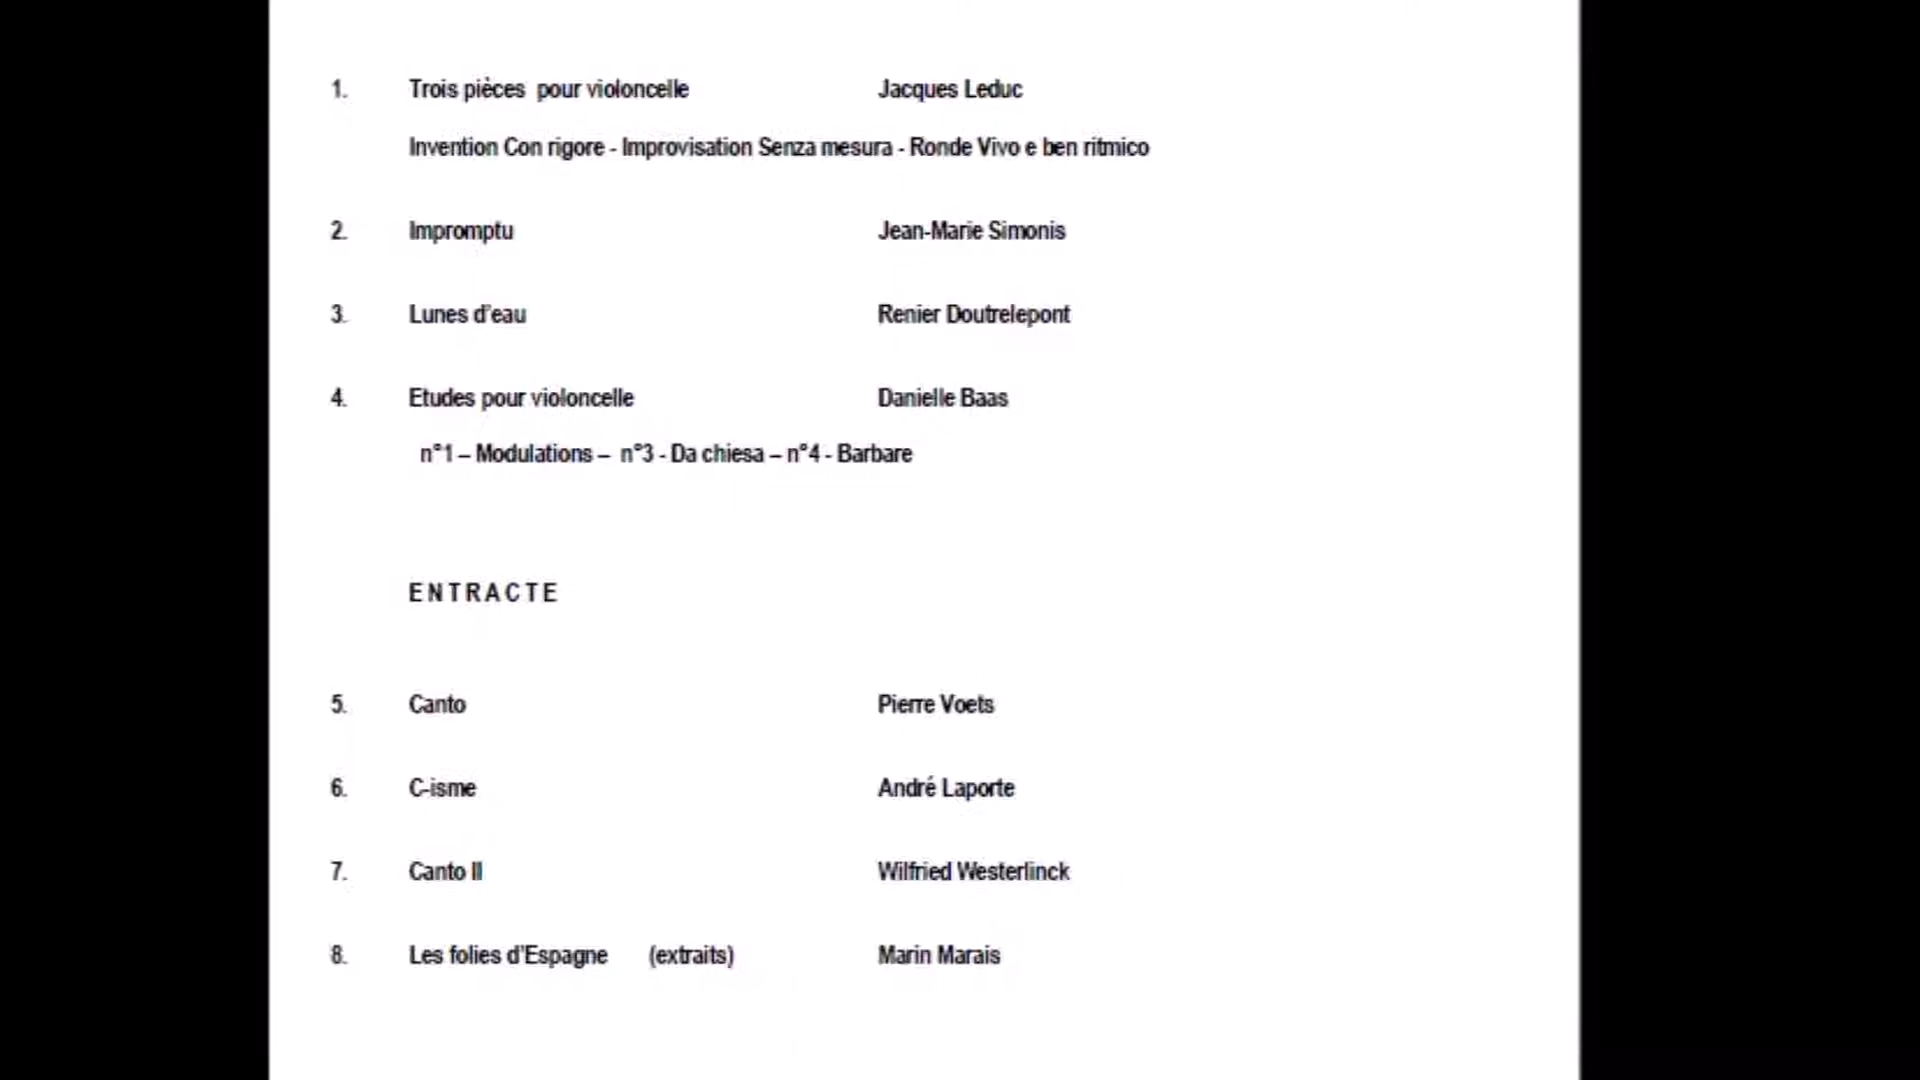 1. Trois pièces pour violoncelle Jacques Leduc
Invention Con rigore - Improvisation Senza mesura - Ronde Vivo e ben ritmico
2. Impromptu Jean-Marie Simonis
3. Lunes d'eau Renier Doutrelepont
4. Etudes pour violoncelle Danielle Baas
n°1 – Modulations – n°3 - Da chiesa – n°4 - Barbare
ENTRACTE
5. Canto Pierre Voets
6. C-isme André Laporte
7. Canto II Wilfried Westerlinck
8. Les folies d'Espagne (extraits) Marin Marais